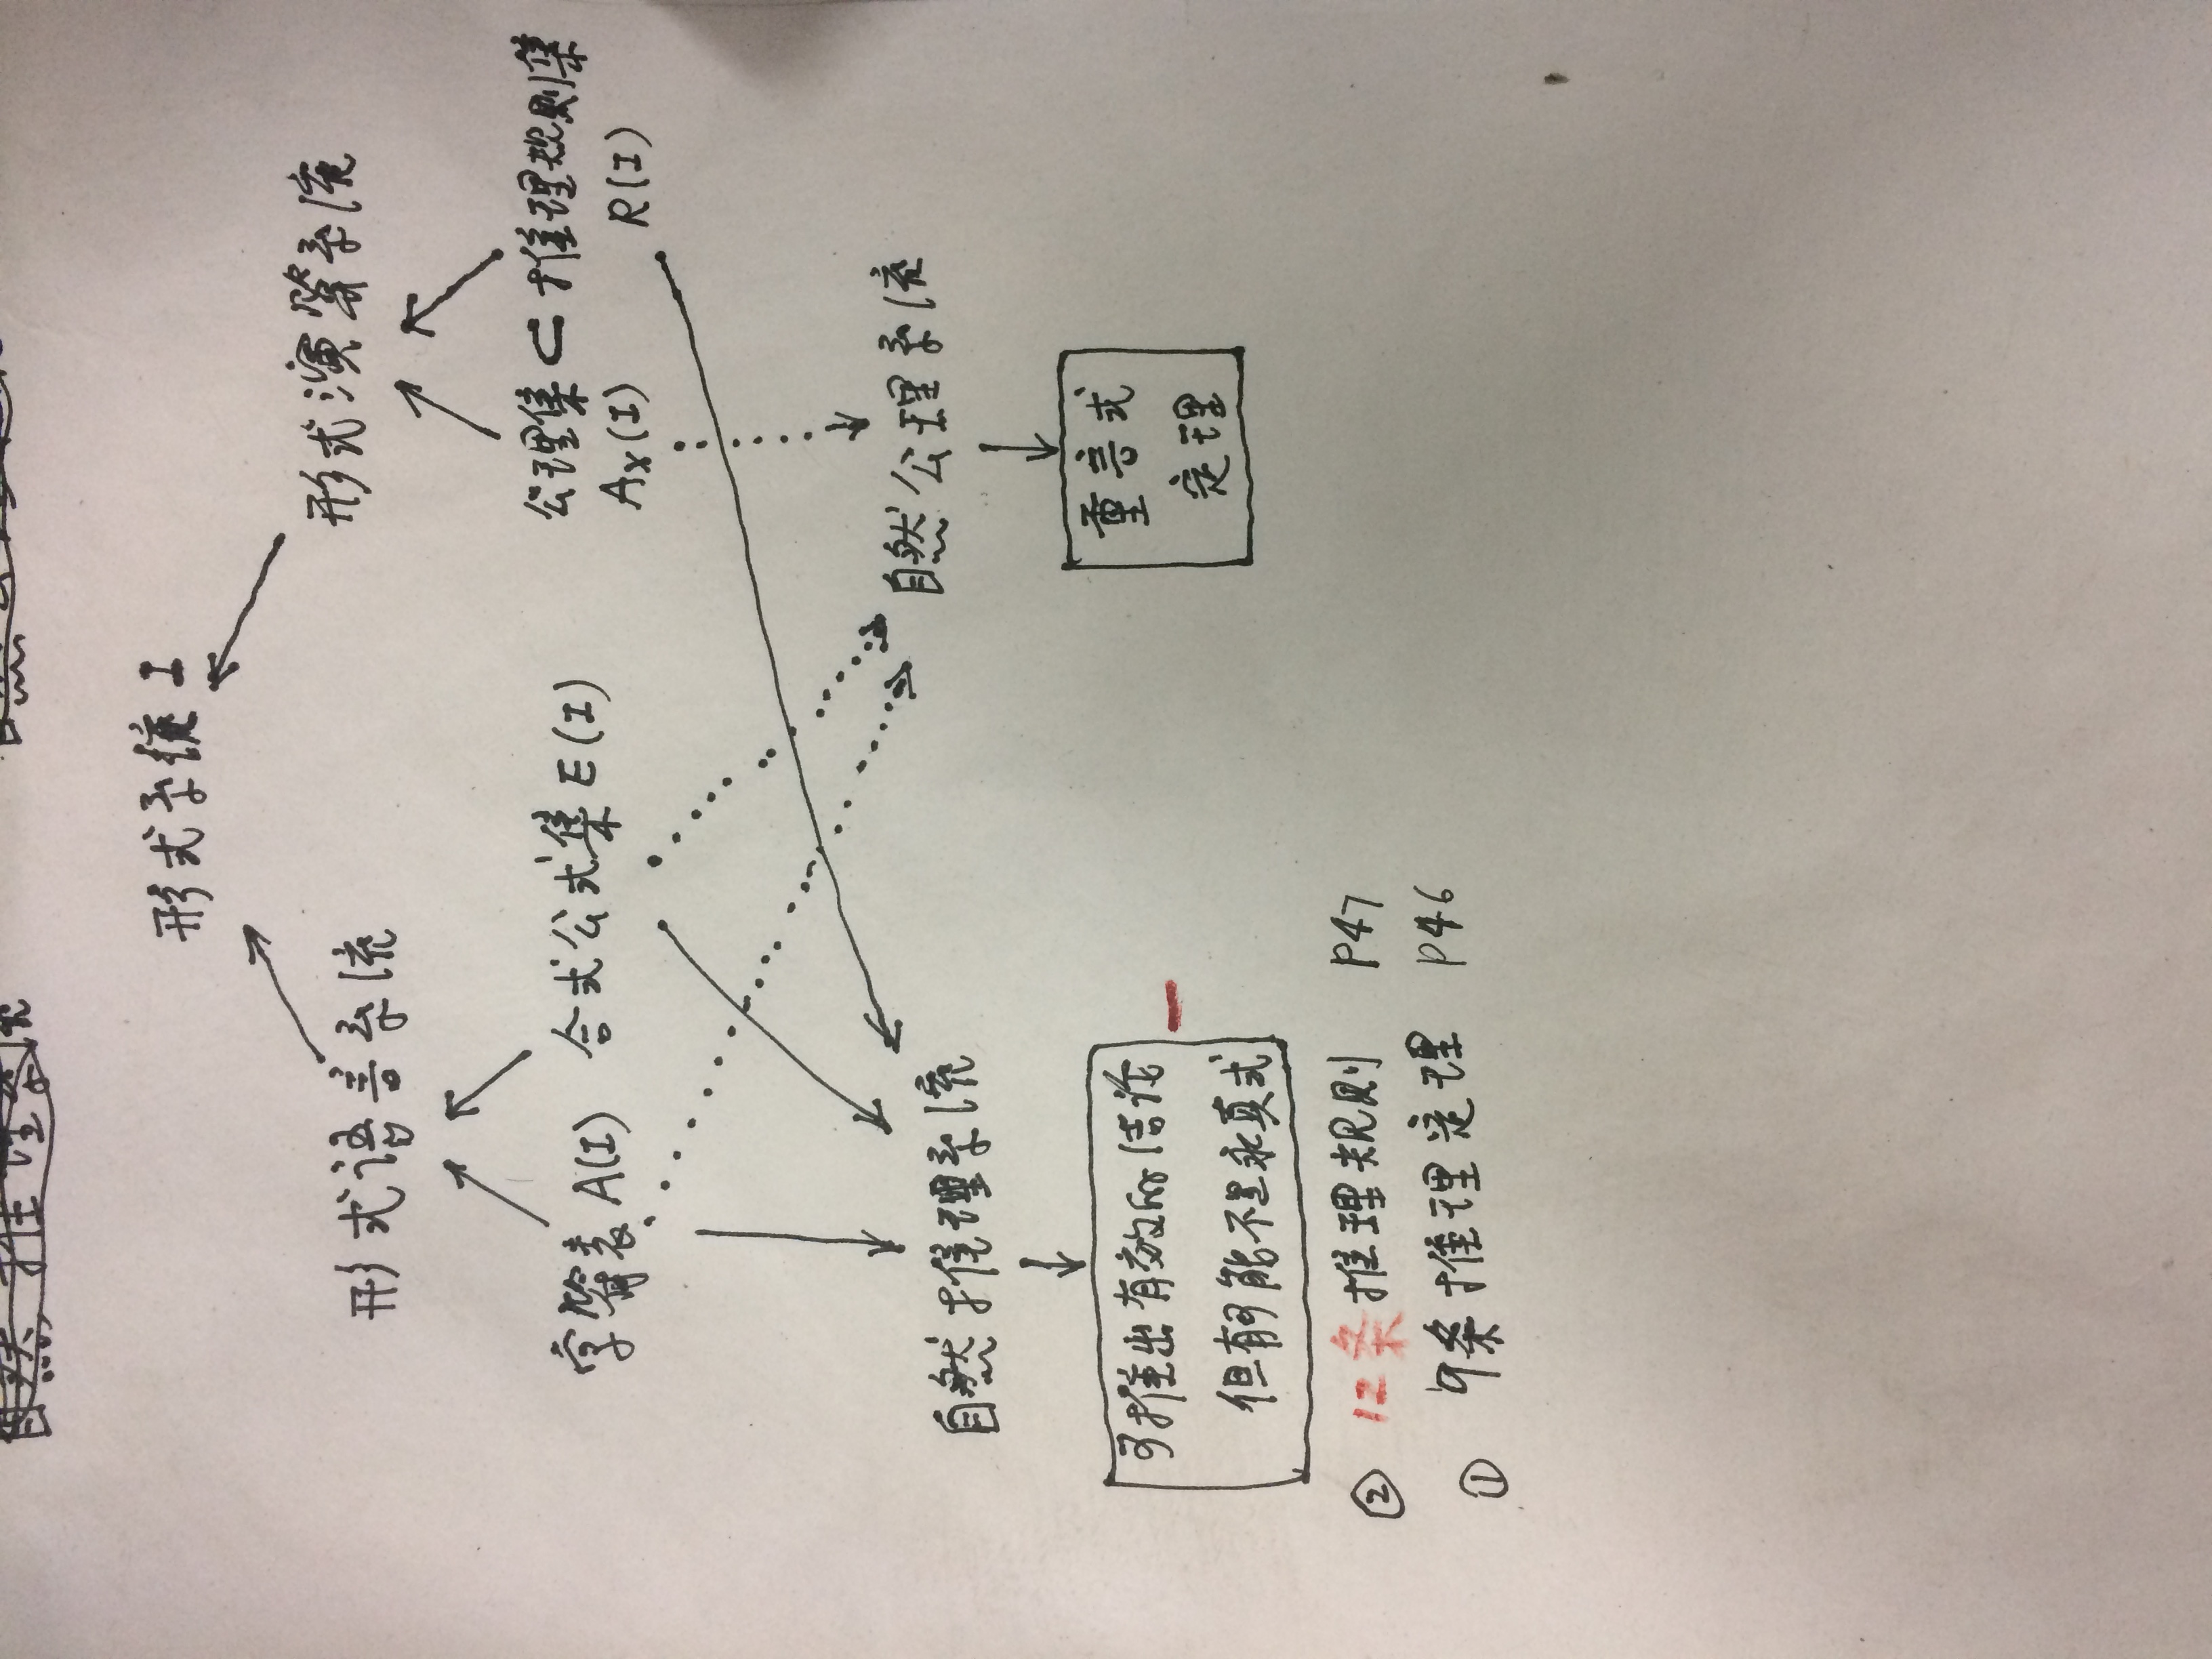 形式系统 I
形式语言系统
形式演算系统
字符表 A(I)
合式公式集 E(I)
公理集 ⊂ 推理规则集
Ax(I)
R(I)
自然推理系统
自然公理系统
可推出有效的结论
但有可能不是永真式
重言式
定理
② 12条推理规则 P47
① 9条推理定理 P46